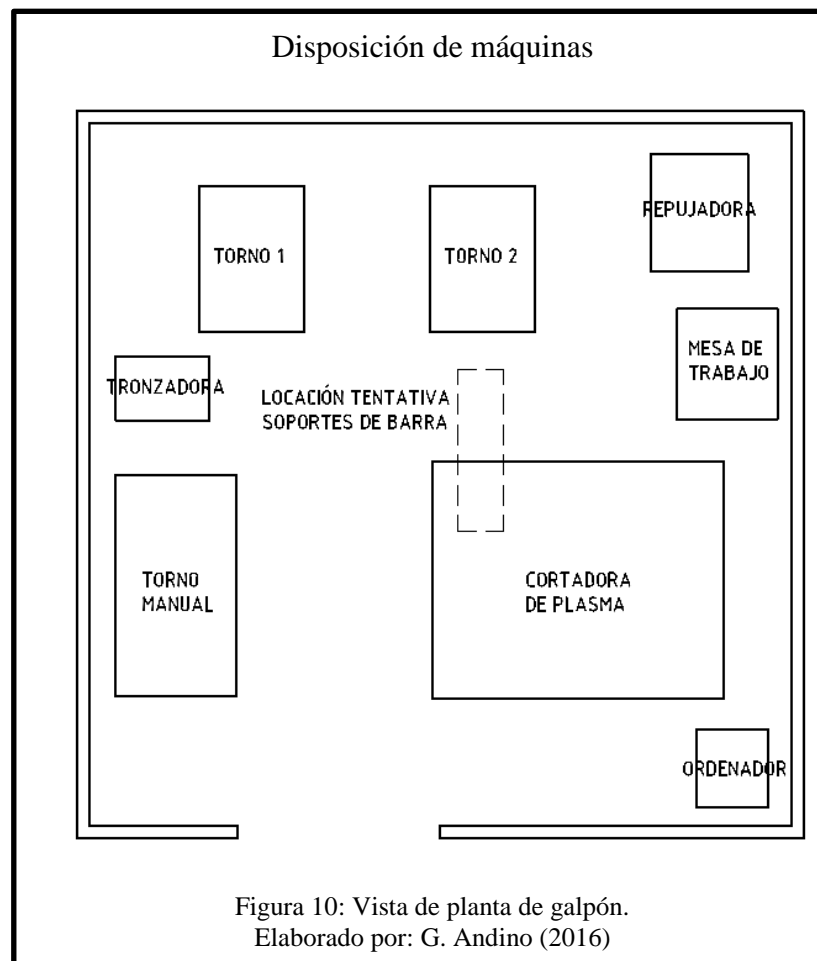 Disposición de máquinas
REPUJADORA
TORNO 1
TORNO 2
MESA DE
TRABAJO
TRONZADORA
LOCACIÓN TENTATIVA
SOPORTES DE BARRA
TORNO
MANUAL
CORTADORA
DE PLASMA
ORDENADOR
Figura 10: Vista de planta de galpón.
Elaborado por: G. Andino (2016)